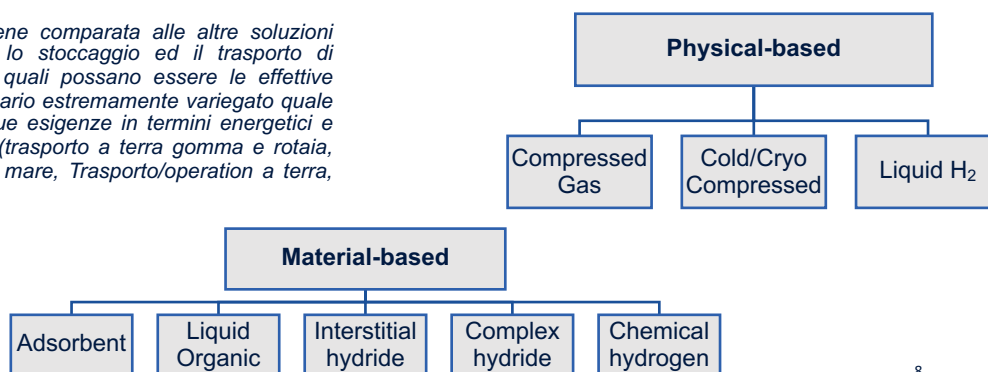 ene comparata alle altre soluzioni
lo stoccaggio ed il trasporto di
quali possano essere le effettive
ario estremamente variegato quale
ue esigenze in termini energetici e
(trasporto a terra gomma e rotaia,
mare, Trasporto/operation a terra,
Physical-based
Compressed
Gas
Cold/Cryo
Compressed
Liquid H₂
Material-based
Adsorbent
Liquid
Organic
Interstitial
hydride
Complex
hydride
Chemical
hydrogen
8